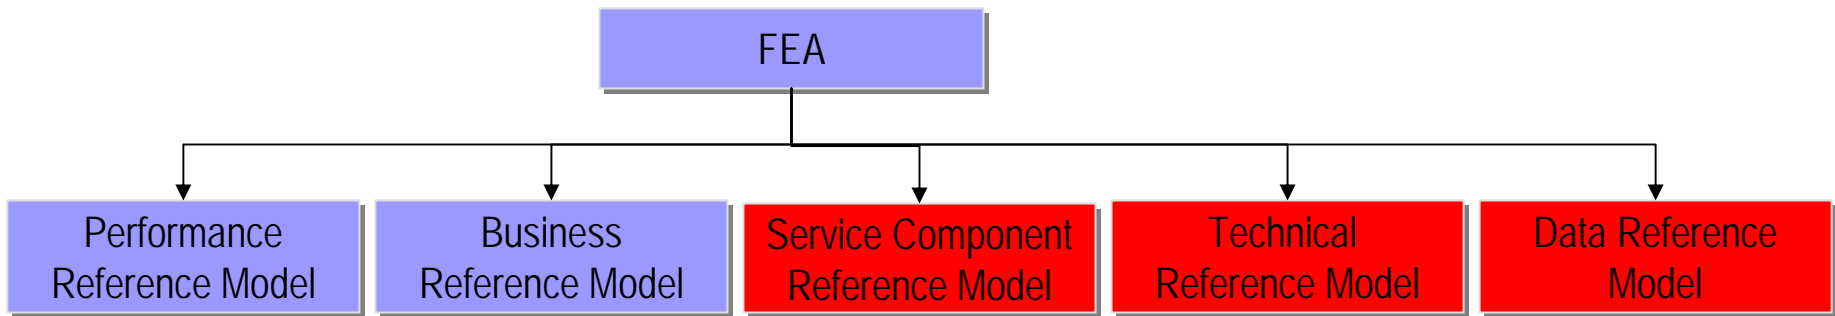 FEA
Performance
Reference Model
Business
Reference Model
Service Component
Reference Model
Technical
Reference Model
Data Reference
Model